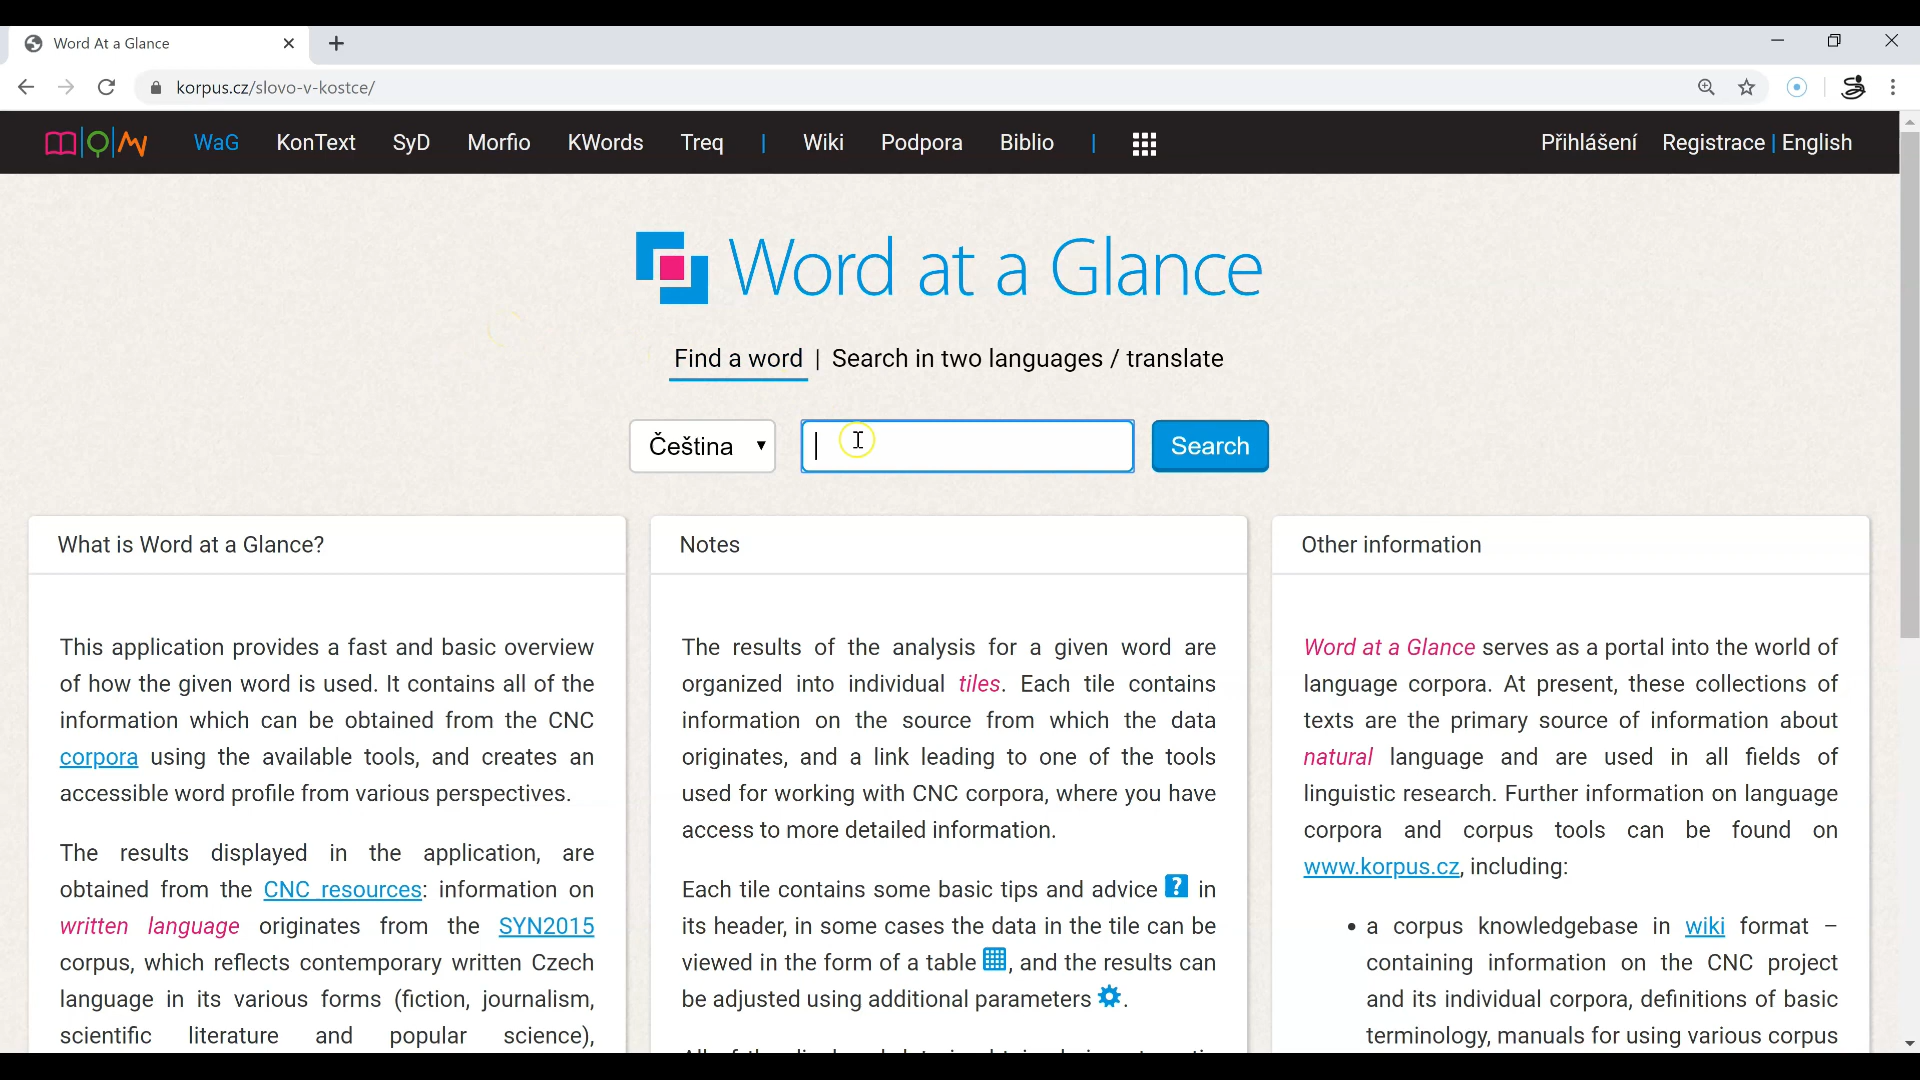 Word At a Glance
korpus.cz/slovo-v-kostce/
WaG KonText SyD Morfio KWords Treq | Wiki Podpora Biblio | Přihlášení Registrace | English
Word at a Glance
Find a word | Search in two languages / translate
Čeština Search
What is Word at a Glance?
This application provides a fast and basic overview
of how the given word is used. It contains all of the
information which can be obtained from the CNC
corpora using the available tools, and creates an
accessible word profile from various perspectives.
The results displayed in the application, are
obtained from the CNC resources: information on
written language originates from the SYN2015
corpus, which reflects contemporary written Czech
language in its various forms (fiction, journalism,
scientific literature and popular science),
Notes
The results of the analysis for a given word are
organized into individual tiles. Each tile contains
information on the source from which the data
originates, and a link leading to one of the tools
used for working with CNC corpora, where you have
access to more detailed information.
Each tile contains some basic tips and advice ? in
its header, in some cases the data in the tile can be
viewed in the form of a table , and the results can
be adjusted using additional parameters .
Other information
Word at a Glance serves as a portal into the world of
language corpora. At present, these collections of
texts are the primary source of information about
natural language and are used in all fields of
linguistic research. Further information on language
corpora and corpus tools can be found on
www.korpus.cz, including:
• a corpus knowledgebase in wiki format –
containing information on the CNC project
and its individual corpora, definitions of basic
terminology, manuals for using various corpus